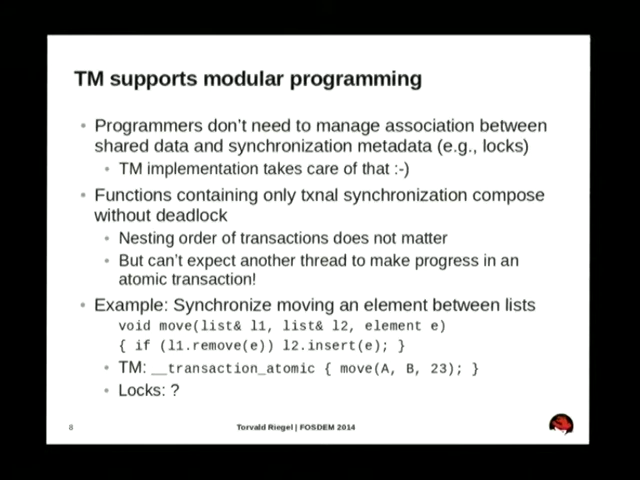 TM supports modular programming
• Programmers don't need to manage association between
shared data and synchronization metadata (e.g., locks)
• TM implementation takes care of that :-)
• Functions containing only txnal synchronization compose
without deadlock
• Nesting order of transactions does not matter
• But can't expect another thread to make progress in an
atomic transaction!
• Example: Synchronize moving an element between lists
void move(list& l1, list& l2, element e)
{ if (l1.remove(e)) l2.insert(e); }
• TM: __transaction_atomic { move(A, B, 23); }
• Locks: ?
8
Torvald Riegel | FOSDEM 2014